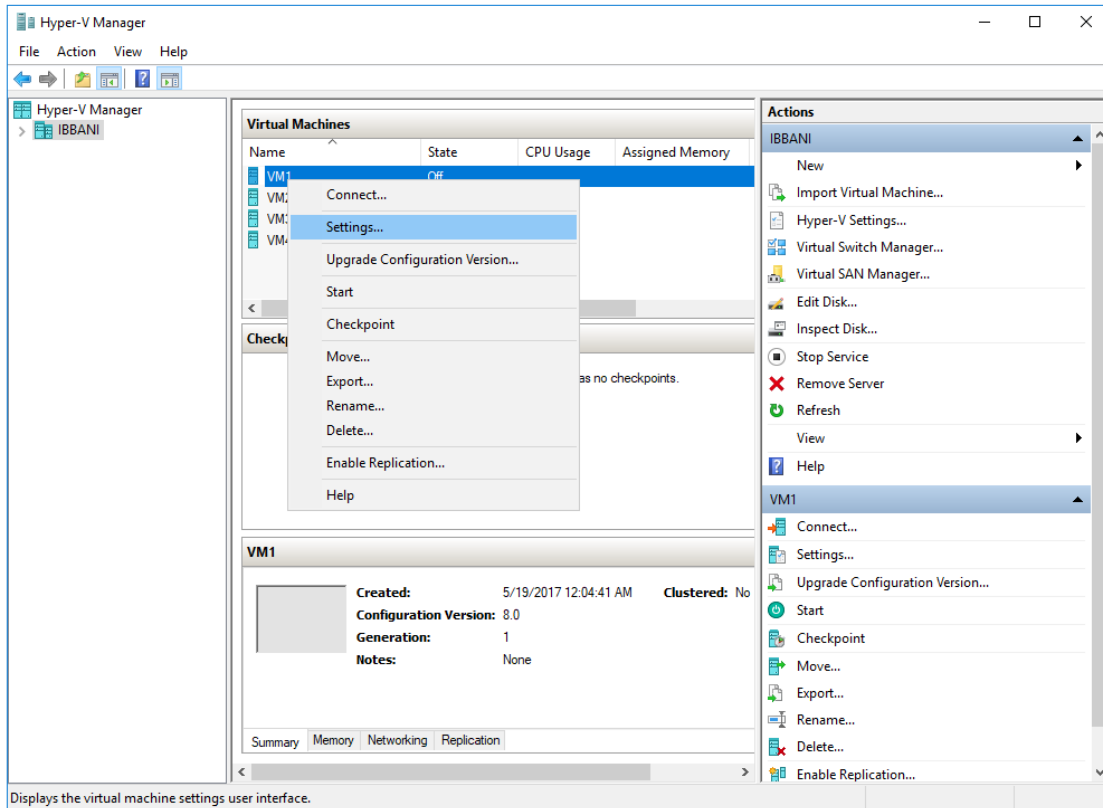 Hyper-V Manager
File Action View Help
Hyper-V Manager
IBBANI
Virtual Machines
Name State CPU Usage Assigned Memory
VM1 Off
VM
VM
VM
Connect...
Settings...
Upgrade Configuration Version...
Start
Checkpoint
Move...
Export...
Rename...
Delete...
Enable Replication...
Help
Check
as no checkpoints.
VM1
Created: 5/19/2017 12:04:41 AM Clustered: No
Configuration Version: 8.0
Generation: 1
Notes: None
Summary Memory Networking Replication
Actions
IBBANI
New
Import Virtual Machine...
Hyper-V Settings...
Virtual Switch Manager...
Virtual SAN Manager...
Edit Disk...
Inspect Disk...
Stop Service
Remove Server
Refresh
View
Help
VM1
Connect...
Settings...
Upgrade Configuration Version...
Start
Checkpoint
Move...
Export...
Rename...
Delete...
Enable Replication...
Displays the virtual machine settings user interface.